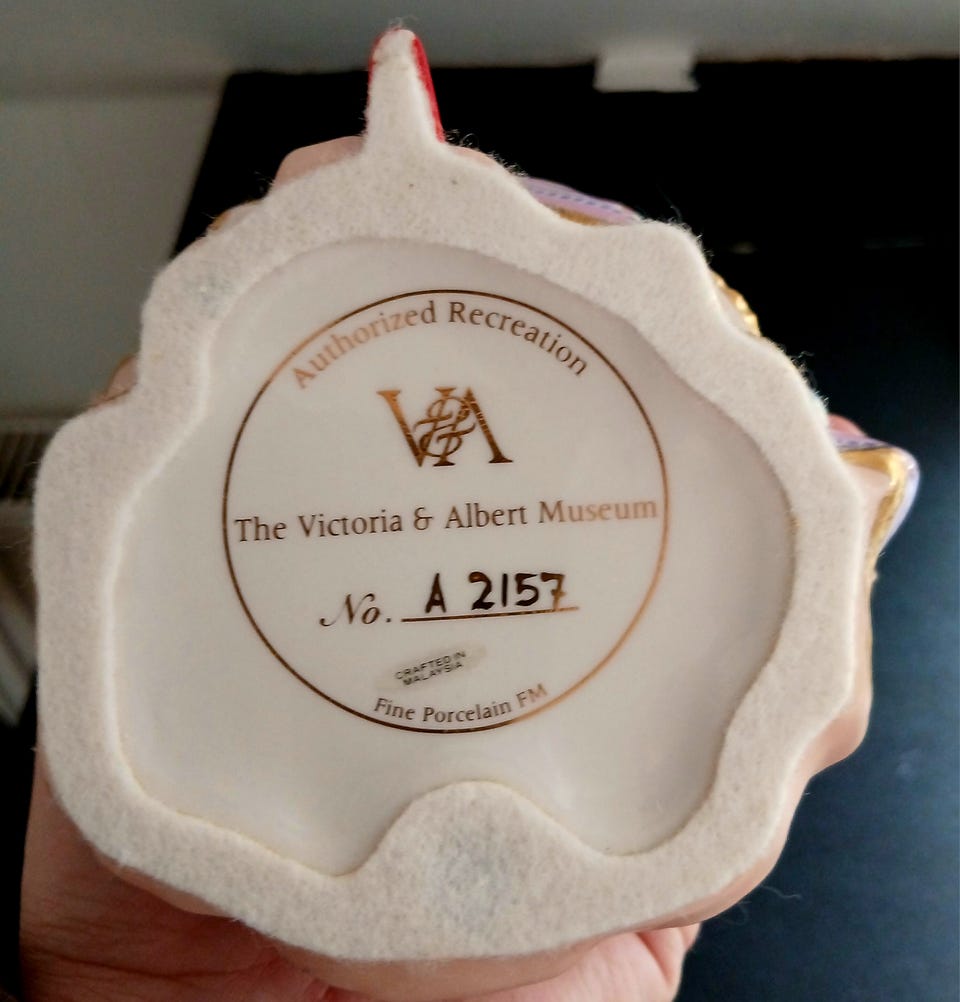 Authorized Recreation
V&A
The Victoria & Albert Museum
No. A 2157
CRAFTED IN
MALAYSIA
Fine Porcelain FM